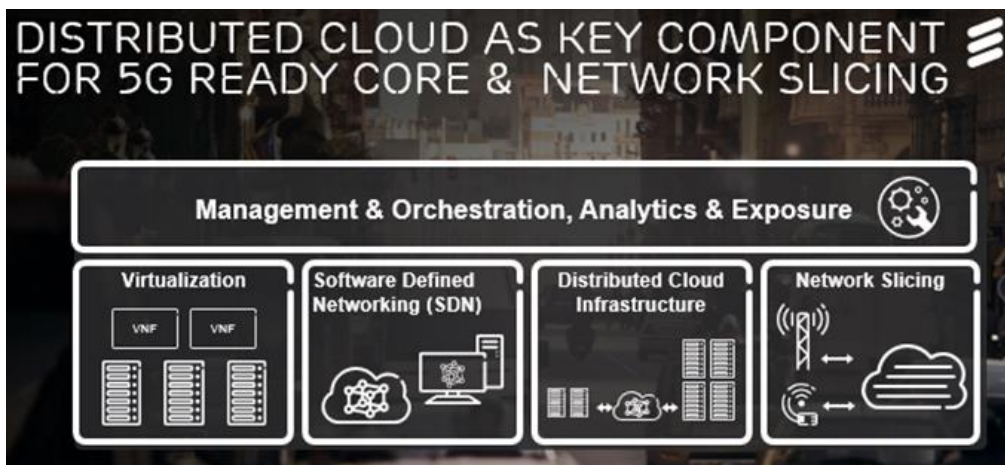 DISTRIBUTED CLOUD AS KEY COMPONENT
FOR 5G READY CORE & NETWORK SLICING
Management & Orchestration, Analytics & Exposure
Virtualization
VNF
VNF
Software Defined
Networking (SDN)
Distributed Cloud
Infrastructure
Network Slicing